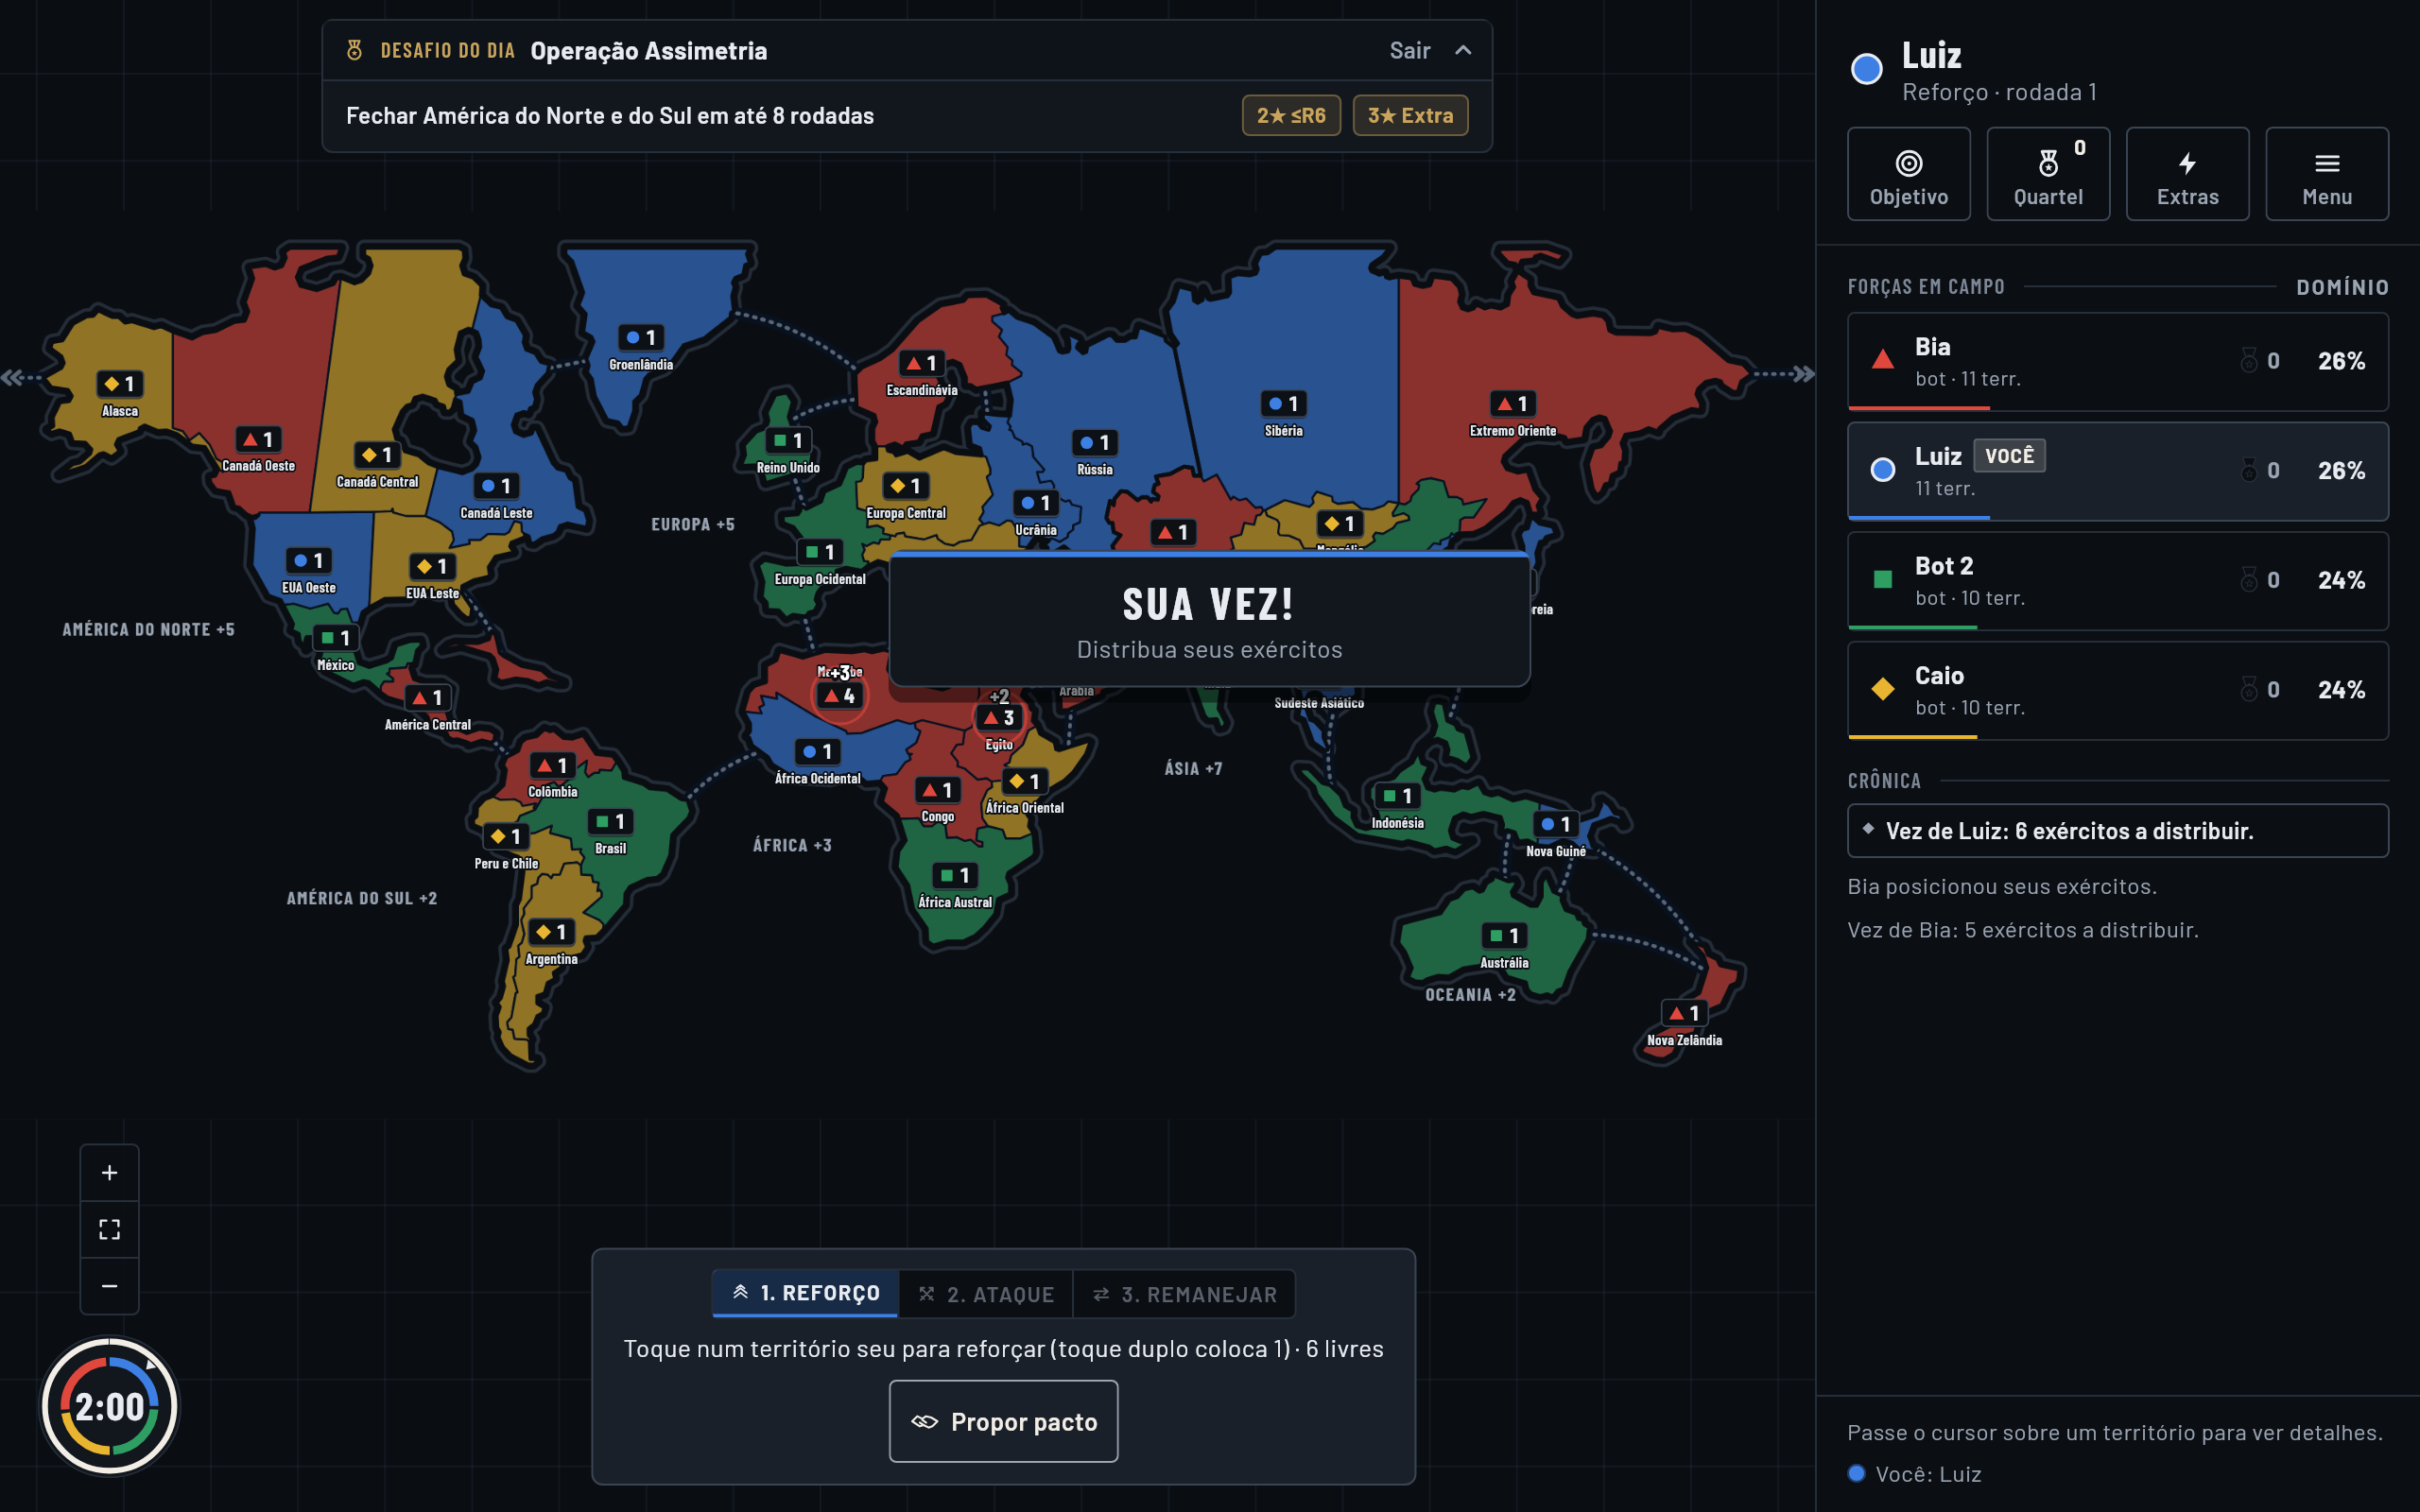 DESAFIO DO DIA Operação Assimetria Sair
Fechar América do Norte e do Sul em até 8 rodadas 2★ ≤R6 3★ Extra
Luiz
Reforço · rodada 1
Objetivo
0
Quartel
Extras
Menu
FORÇAS EM CAMPO DOMÍNIO
Bia
bot · 11 terr.
0 26%
Luiz VOCÊ
11 terr.
0 26%
Bot 2
bot · 10 terr.
0 24%
Caio
bot · 10 terr.
0 24%
CRÔNICA
Vez de Luiz: 6 exércitos a distribuir.
Bia posicionou seus exércitos.
Vez de Bia: 5 exércitos a distribuir.
Passe o cursor sobre um território para ver detalhes.
Você: Luiz
1
Alasca
1
Canadá Oeste
1
Canadá Central
1
Canadá Leste
1
Groenlândia
1
EUA Oeste
1
EUA Leste
1
México
1
América Central
AMÉRICA DO NORTE +5
1
Colômbia
1
Peru e Chile
1
Brasil
1
Argentina
AMÉRICA DO SUL +2
1
Escandinávia
1
Reino Unido
1
Europa Central
1
Europa Ocidental
1
Ucrânia
1
Rússia
EUROPA +5
1
Sibéria
1
Extremo Oriente
1
1
SUA VEZ!
Distribua seus exércitos
Sudeste Asiático
ÁSIA +7
+3
4
+2
3
Egito
1
África Ocidental
1
Congo
1
África Oriental
1
África Austral
ÁFRICA +3
1
Indonésia
1
Nova Guiné
1
Austrália
1
Nova Zelândia
OCEANIA +2
+
−
2:00
1. REFORÇO 2. ATAQUE 3. REMANEJAR
Toque num território seu para reforçar (toque duplo coloca 1) · 6 livres
Propor pacto